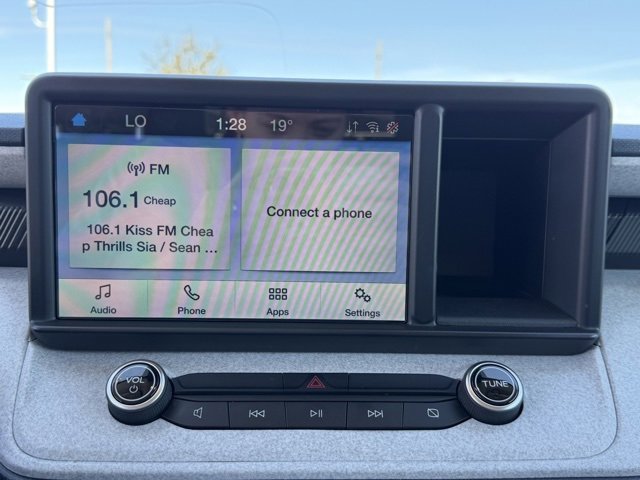 LO 1:28 19°
FM
106.1 Cheap
106.1 Kiss FM Chea
p Thrills Sia / Sean ...
Connect a phone
Audio Phone Apps Settings
VOL TUNE